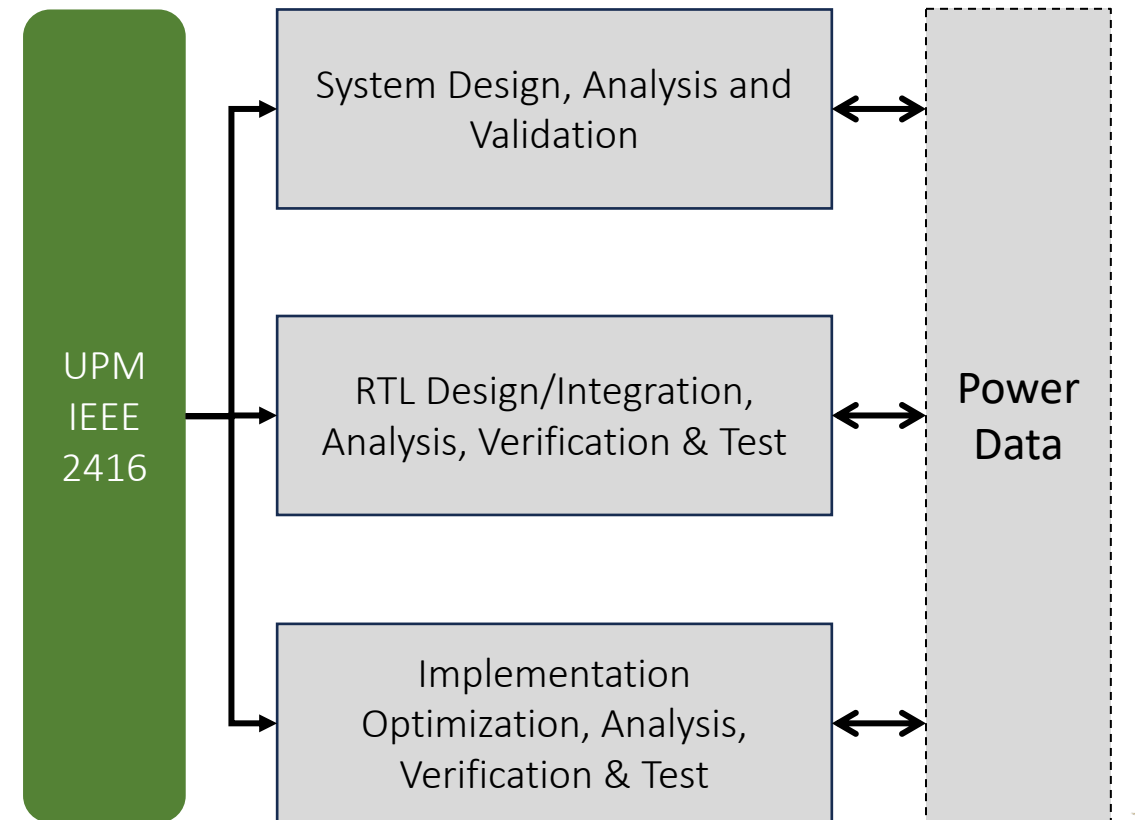 System Design, Analysis and
Validation
UPM
IEEE
2416
RTL Design/Integration,
Analysis, Verification & Test
Power
Data
Implementation
Optimization, Analysis,
Verification & Test